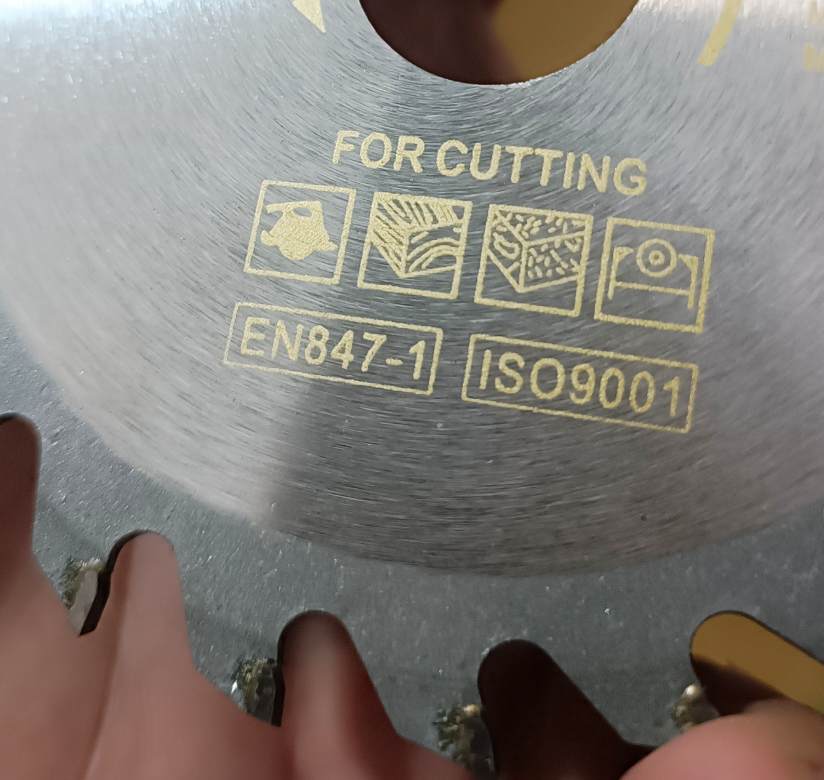 FOR CUTTING
EN847-1
ISO9001